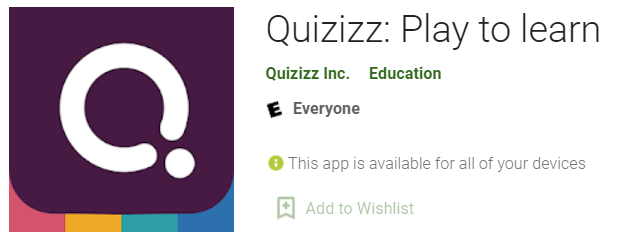 Quizizz: Play to learn
Quizizz Inc. Education
E Everyone
This app is available for all of your devices
Add to Wishlist